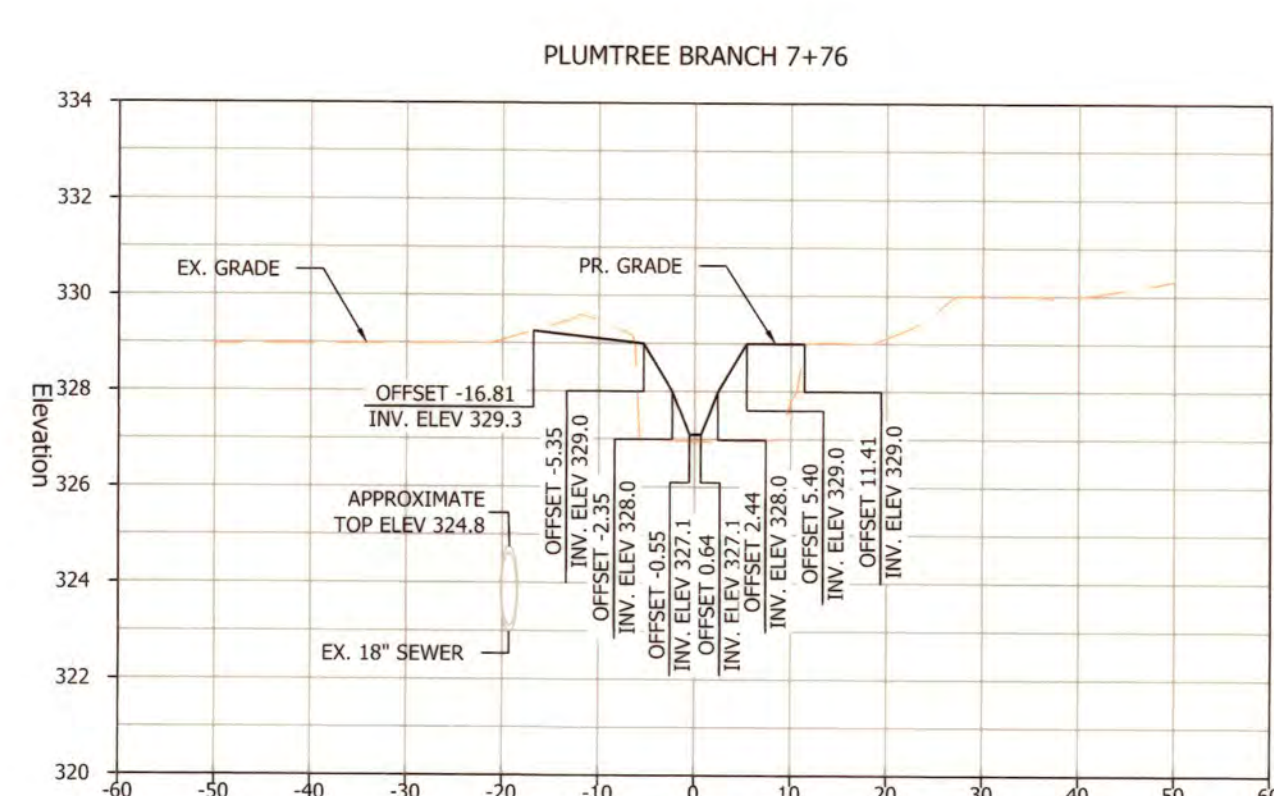 PLUMTREE BRANCH 7+76
334
332
330
328
326
324
322
320
Elevation
EX. GRADE
PR. GRADE
OFFSET -16.81
INV. ELEV 329.3
APPROXIMATE
TOP ELEV 324.8
EX. 18" SEWER
OFFSET -5.35
INV. ELEV 329.0
OFFSET -2.35
INV. ELEV 328.0
OFFSET -0.55
INV. ELEV 327.1
OFFSET 0.64
INV. ELEV 327.1
OFFSET 2.44
INV. ELEV 328.0
OFFSET 5.40
INV. ELEV 329.0
OFFSET 11.41
INV. ELEV 329.0
-60 -50 -40 -30 -20 -10 0 10 20 30 40 50 60